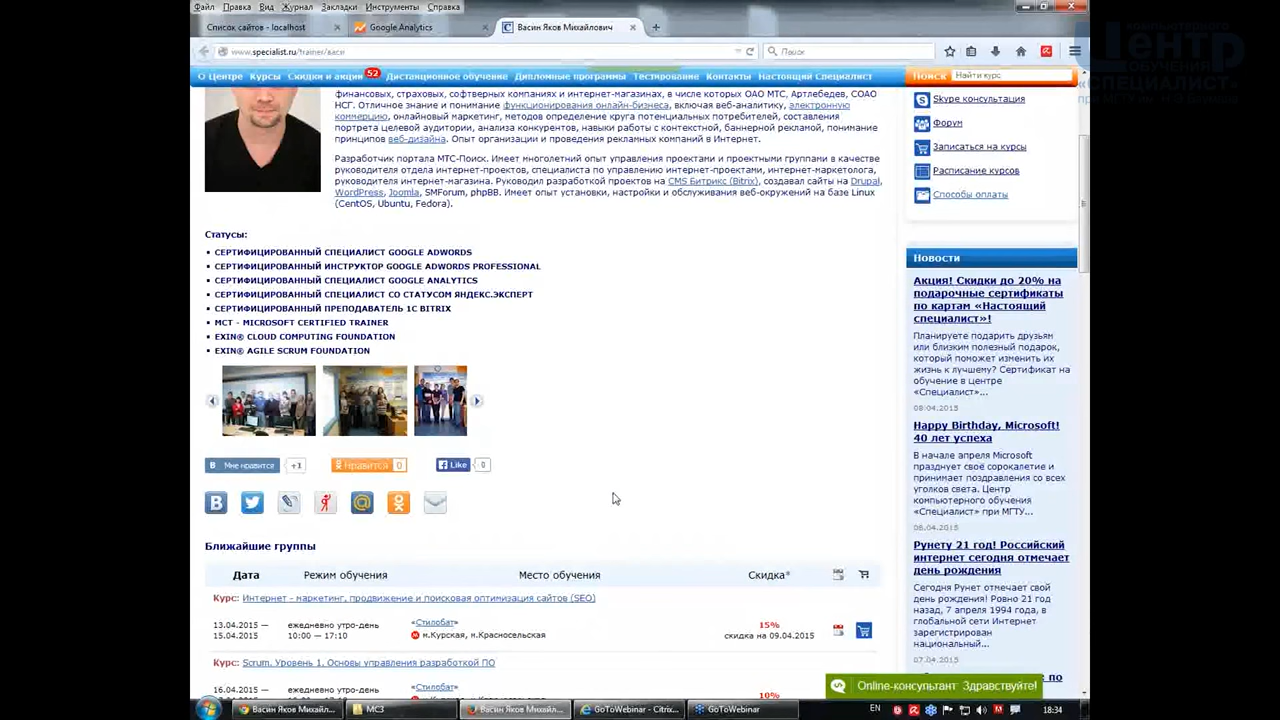 Файл Правка Вид Журнал Закладки Инструменты Справка
Список сайтов - localhost
Google Analytics
Васин Яков Михайлович
www.specialist.ru/trainer/vasin
Поиск
О Центре Курсы Скидки и акции 52 Дистанционное обучение Дипломные программы Тестирование Контакты Настоящий Специалист
Поиск Найти курс
Центр
ОБУЧЕНИЯ
«СПЕЦИАЛИСТ»
финансовых, страховых, софтверных компаниях и интернет-магазинах, в числе которых ОАО МТС, Артлебедев, СОАО
НСГ. Отличное знание и понимание функционирования онлайн-бизнеса, включая веб-аналитику, электронную
коммерцию, онлайновый маркетинг, методов определение круга потенциальных потребителей, составления
портрета целевой аудитории, анализа конкурентов, навыки работы с контекстной, баннерной рекламой, понимание
принципов веб-дизайна. Опыт организации и проведения рекламных компаний в Интернет.
Разработчик портала МТС-Поиск. Имеет многолетний опыт управления проектами и проектными группами в качестве
руководителя отдела интернет-проектов, специалиста по управлению интернет-проектами, интернет-маркетолога,
руководителя интернет-магазина. Руководил разработкой проектов на CMS Битрикс (Bitrix), создавал сайты на Drupal,
WordPress, Joomla, SMForum, phpBB. Имеет опыт установки, настройки и обслуживания веб-окружений на базе Linux
(CentOS, Ubuntu, Fedora).
Статусы:
СЕРТИФИЦИРОВАННЫЙ СПЕЦИАЛИСТ GOOGLE ADWORDS
СЕРТИФИЦИРОВАННЫЙ ИНСТРУКТОР GOOGLE ADWORDS PROFESSIONAL
СЕРТИФИЦИРОВАННЫЙ СПЕЦИАЛИСТ GOOGLE ANALYTICS
СЕРТИФИЦИРОВАННЫЙ СПЕЦИАЛИСТ СО СТАТУСОМ ЯНДЕКС.ЭКСПЕРТ
СЕРТИФИЦИРОВАННЫЙ ПРЕПОДАВАТЕЛЬ 1С BITRIX
MCT - MICROSOFT CERTIFIED TRAINER
EXIN® CLOUD COMPUTING FOUNDATION
EXIN® AGILE SCRUM FOUNDATION
Мне нравится +1
Нравится 0
Like 0
Ближайшие группы
Дата Режим обучения Место обучения Скидка*
Курс: Интернет - маркетинг, продвижение и поисковая оптимизация сайтов (SEO)
13.04.2015 —
15.04.2015
ежедневно утро-день
10:00 — 17:10
«Стилобат»
м.Курская, м.Красносельская
15%
скидка на 09.04.2015
Курс: Scrum. Уровень 1. Основы управления разработкой ПО
16.04.2015 —
ежедневно утро-день
«Стилобат»
10%
Skype консультация
Форум
Записаться на курсы
Расписание курсов
Способы оплаты
Новости
Акция! Скидки до 20% на
подарочные сертификаты
по картам «Настоящий
специалист»!
Планируете подарить друзьям
или близким полезный подарок,
который поможет изменить их
жизнь к лучшему? Сертификат на
обучение в центре
«Специалист»...
08.04.2015
Happy Birthday, Microsoft!
40 лет успеха
В начале апреля Microsoft
празднует своё сорокалетие и
принимает поздравления со всех
уголков света. Центр
компьютерного обучения
«Специалист» при МГТУ...
08.04.2015
Рунету 21 год! Российский
интернет сегодня отмечает
день рождения
Сегодня Рунет отмечает свой
день рождения! Ровно 21 год
назад, 7 апреля 1994 года, в
глобальной сети Интернет
зарегистрирован
национальный...
07.04.2015
Online-консультант Здравствуйте!
Васин Яков Михайл...
МСЗ
Васин Яков Михайл...
GoToWebinar - Citrix...
GoToWebinar
EN
18:34